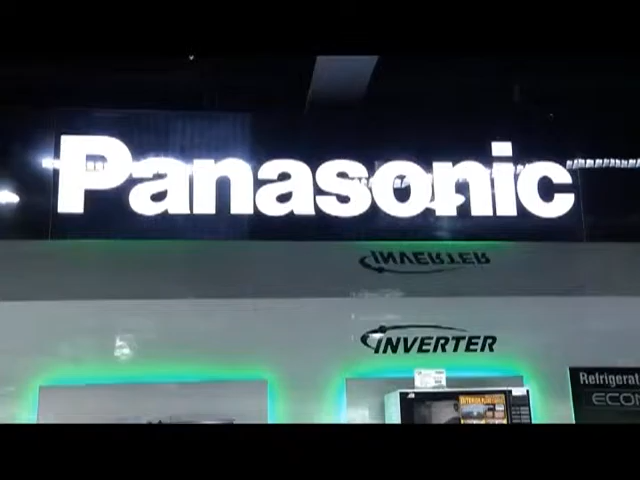 Panasonic
INVERTER
INVERTER
Refrigerat
ECON